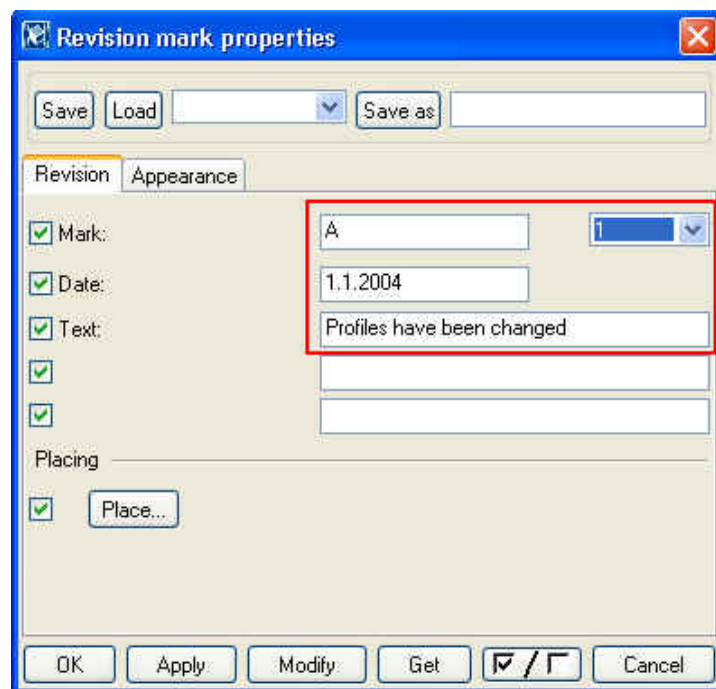 Revision mark properties
Save Load Save as
Revision Appearance
Mark: A 1
Date: 1.1.2004
Text: Profiles have been changed
Placing
Place...
OK Apply Modify Get / Cancel